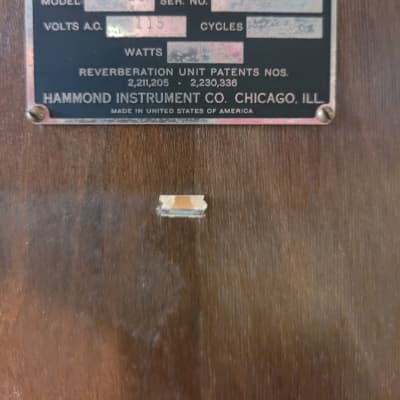 MODEL SER. NO.
VOLTS A.C. 115 CYCLES
WATTS
REVERBERATION UNIT PATENTS NOS.
2,211,205 - 2,230,336
HAMMOND INSTRUMENT CO. CHICAGO, ILL.
MADE IN UNITED STATES OF AMERICA